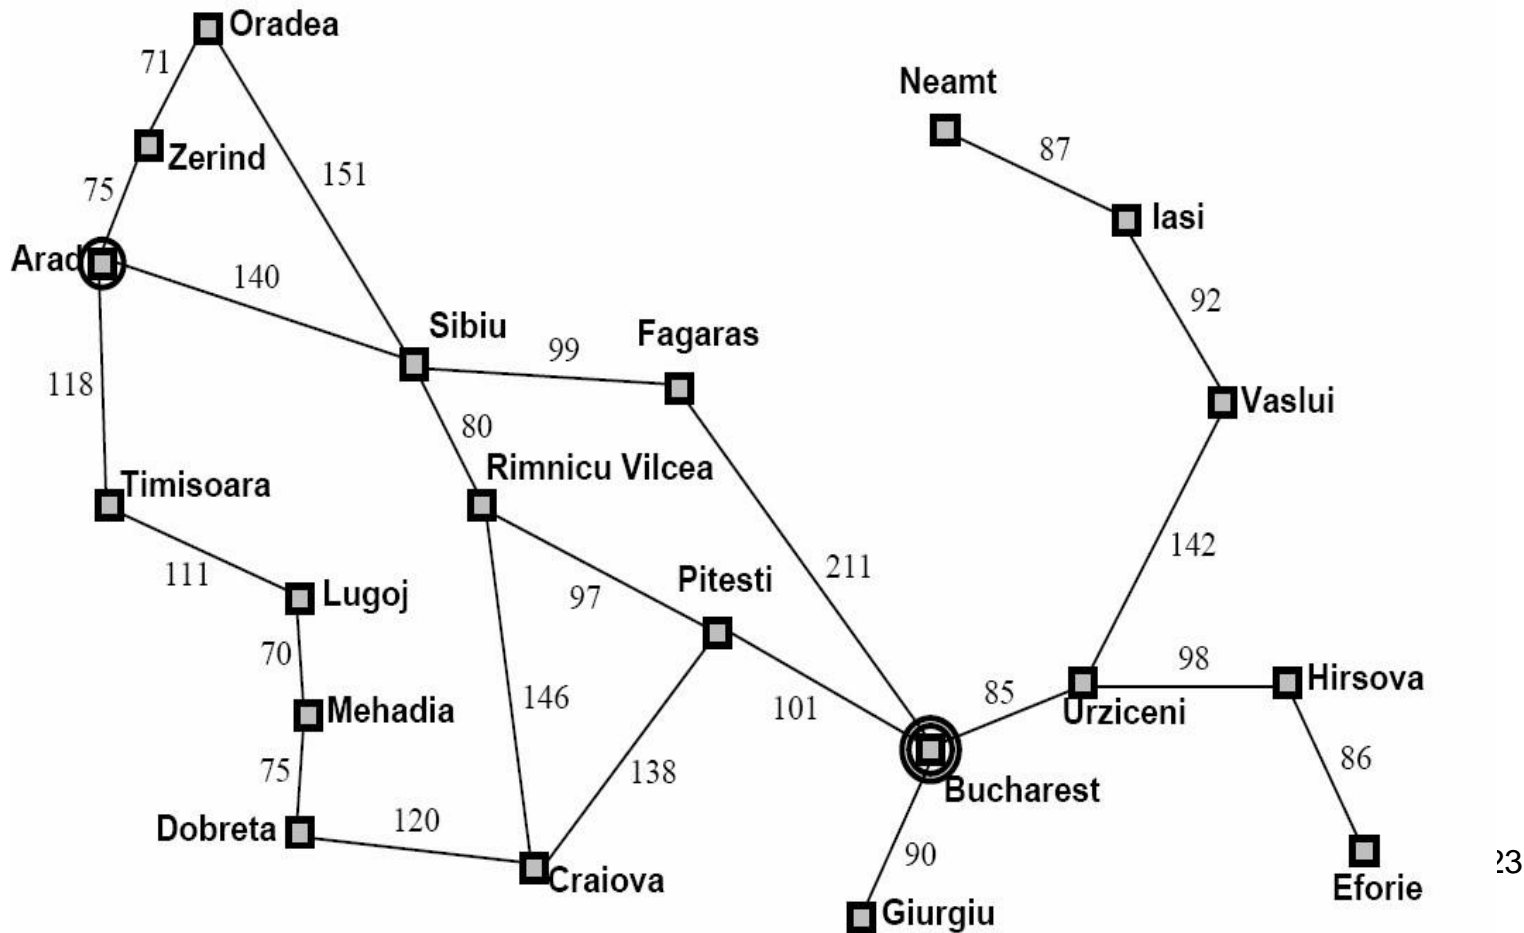 Oradea
71
Neamt
87
Zerind
151
75
Iasi
Arad
140
92
Sibiu
Fagaras
99
118
Vaslui
80
Rimnicu Vilcea
Timisoara
142
211
111
Pitesti
Lugoj
97
70
98
Hirsova
85
146
Mehadia
101
Urziceni
86
75
138
Bucharest
120
Dobreta
90
23
Craiova
Eforie
Giurgiu